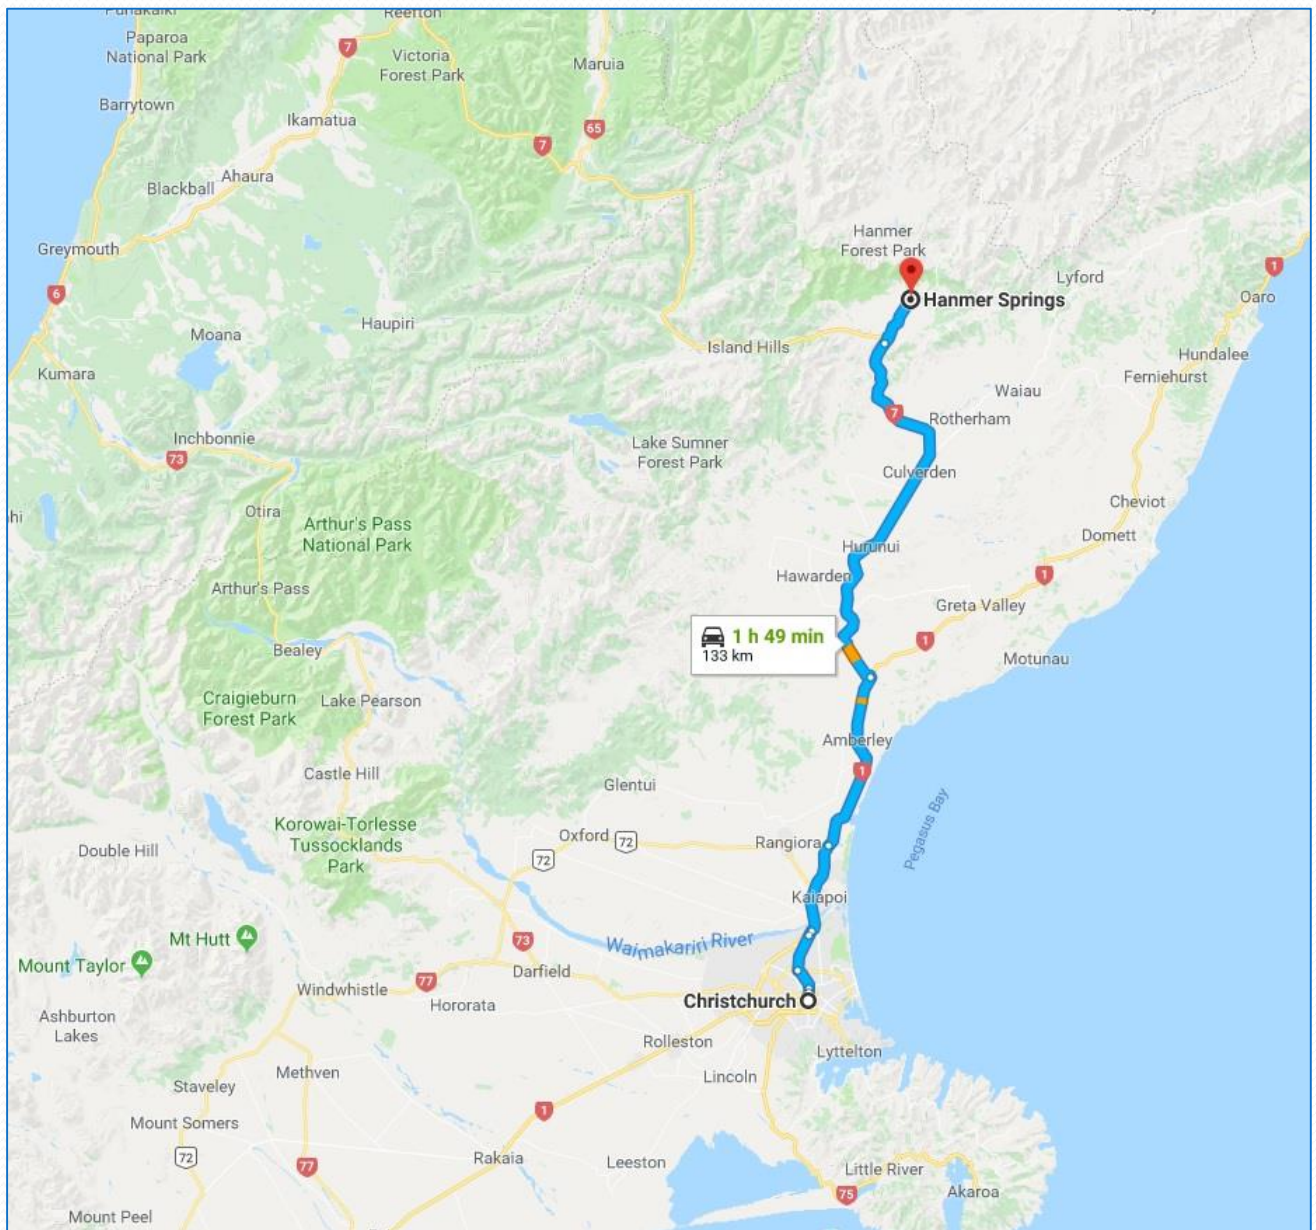 Punakaiki
Reefton
Paparoa
National Park
7
Victoria
Forest Park
Maruia
Valley
Barrytown
Ikamatua
65
7
Blackball
Ahaura
Greymouth
Hanmer
Forest Park
Lyford
1
6
Hanmer Springs
Oaro
Haupiri
Moana
Island Hills
Hundalee
Kumara
Ferniehurst
Waiau
7
Rotherham
Inchbonnie
Lake Sumner
Forest Park
73
Culverden
Cheviot
Otira
Arthur's Pass
National Park
Domett
Hurunui
Hawarden
1
Arthur's Pass
Greta Valley
1 h 49 min
133 km
1
Bealey
Motunau
Craigieburn
Forest Park
Lake Pearson
Amberley
Castle Hill
1
Glentui
Pegasus Bay
Korowai-Torlesse
Tussocklands
Park
Oxford
72
Rangiora
Double Hill
72
Kaiapoi
Mt Hutt
73
Waimakariri River
Mount Taylor
Darfield
77
Windwhistle
Hororata
Christchurch
Ashburton
Lakes
Rolleston
Lyttelton
Methven
Lincoln
Staveley
1
Mount Somers
72
77
Rakaia
Leeston
Little River
75
Akaroa
Mount Peel